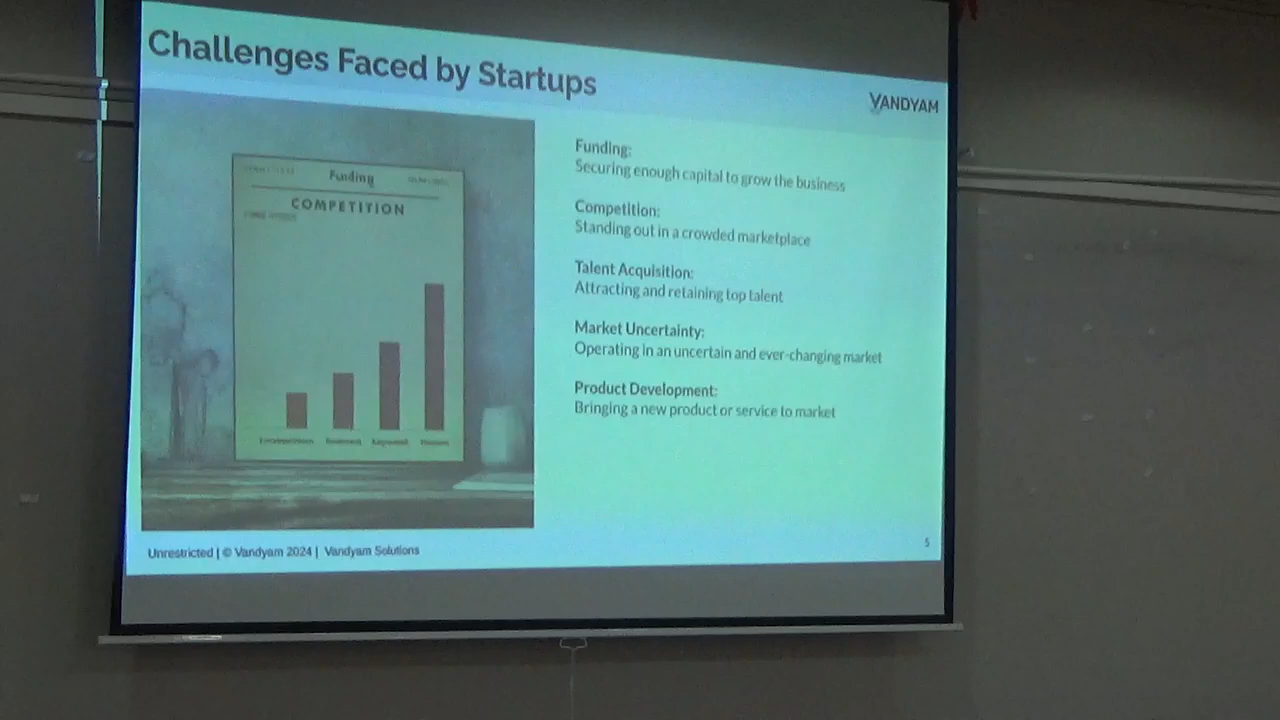 Challenges Faced by Startups
VANDYAM
Funding
COMPETITION
Funding:
Securing enough capital to grow the business
Competition:
Standing out in a crowded marketplace
Talent Acquisition:
Attracting and retaining top talent
Market Uncertainty:
Operating in an uncertain and ever-changing market
Product Development:
Bringing a new product or service to market
Unrestricted | © Vandyam 2024 | Vandyam Solutions
5